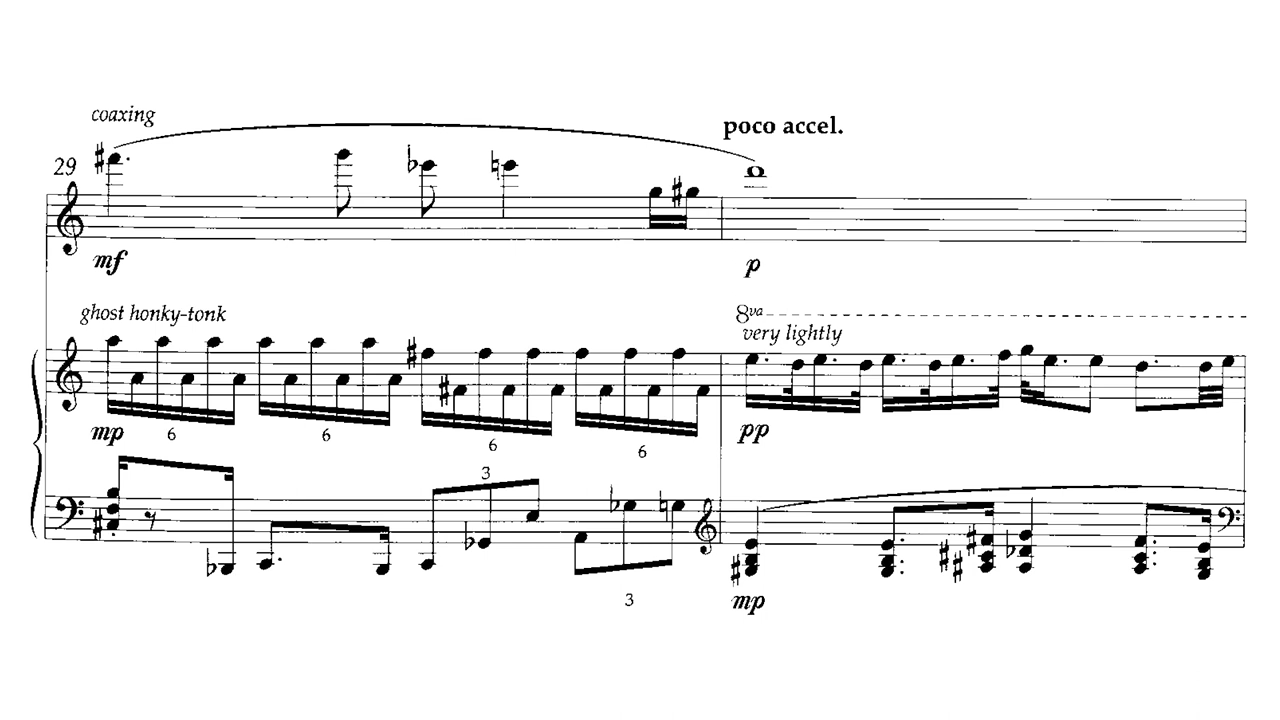 coaxing
poco accel.
29
mf
p
ghost honky-tonk
8va
very lightly
mp
6
6
6
6
pp
3
3
mp